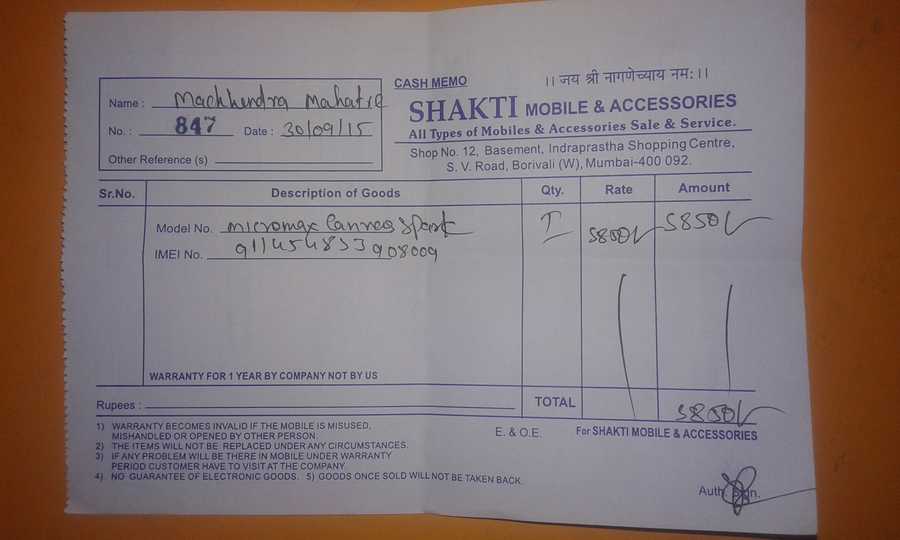 CASH MEMO
।। जय श्री नागणेच्याय नमः।।
Name : Machhendra
No. : 847 Date : 30/09/15
Other Reference (s)
SHAKTI MOBILE & ACCESSORIES
All Types of Mobiles & Accessories Sale & Service.
Shop No. 12, Basement, Indraprastha Shopping Centre,
S. V. Road, Borivali (W), Mumbai-400 092.
Sr.No. Description of Goods Qty. Rate Amount
Model No. micromax Canvas Spark 1 5850/- 5850/-
IMEI No. 911454833908009
WARRANTY FOR 1 YEAR BY COMPANY NOT BY US
Rupees : TOTAL 5850/-
1) WARRANTY BECOMES INVALID IF THE MOBILE IS MISUSED,
MISHANDLED OR OPENED BY OTHER PERSON.
2) THE ITEMS WILL NOT BE REPLACED UNDER ANY CIRCUMSTANCES.
3) IF ANY PROBLEM WILL BE THERE IN MOBILE UNDER WARRANTY
PERIOD CUSTOMER HAVE TO VISIT AT THE COMPANY.
4) NO GUARANTEE OF ELECTRONIC GOODS. 5) GOODS ONCE SOLD WILL NOT BE TAKEN BACK.
E. & O.E. For SHAKTI MOBILE & ACCESSORIES
Auth. Sign.